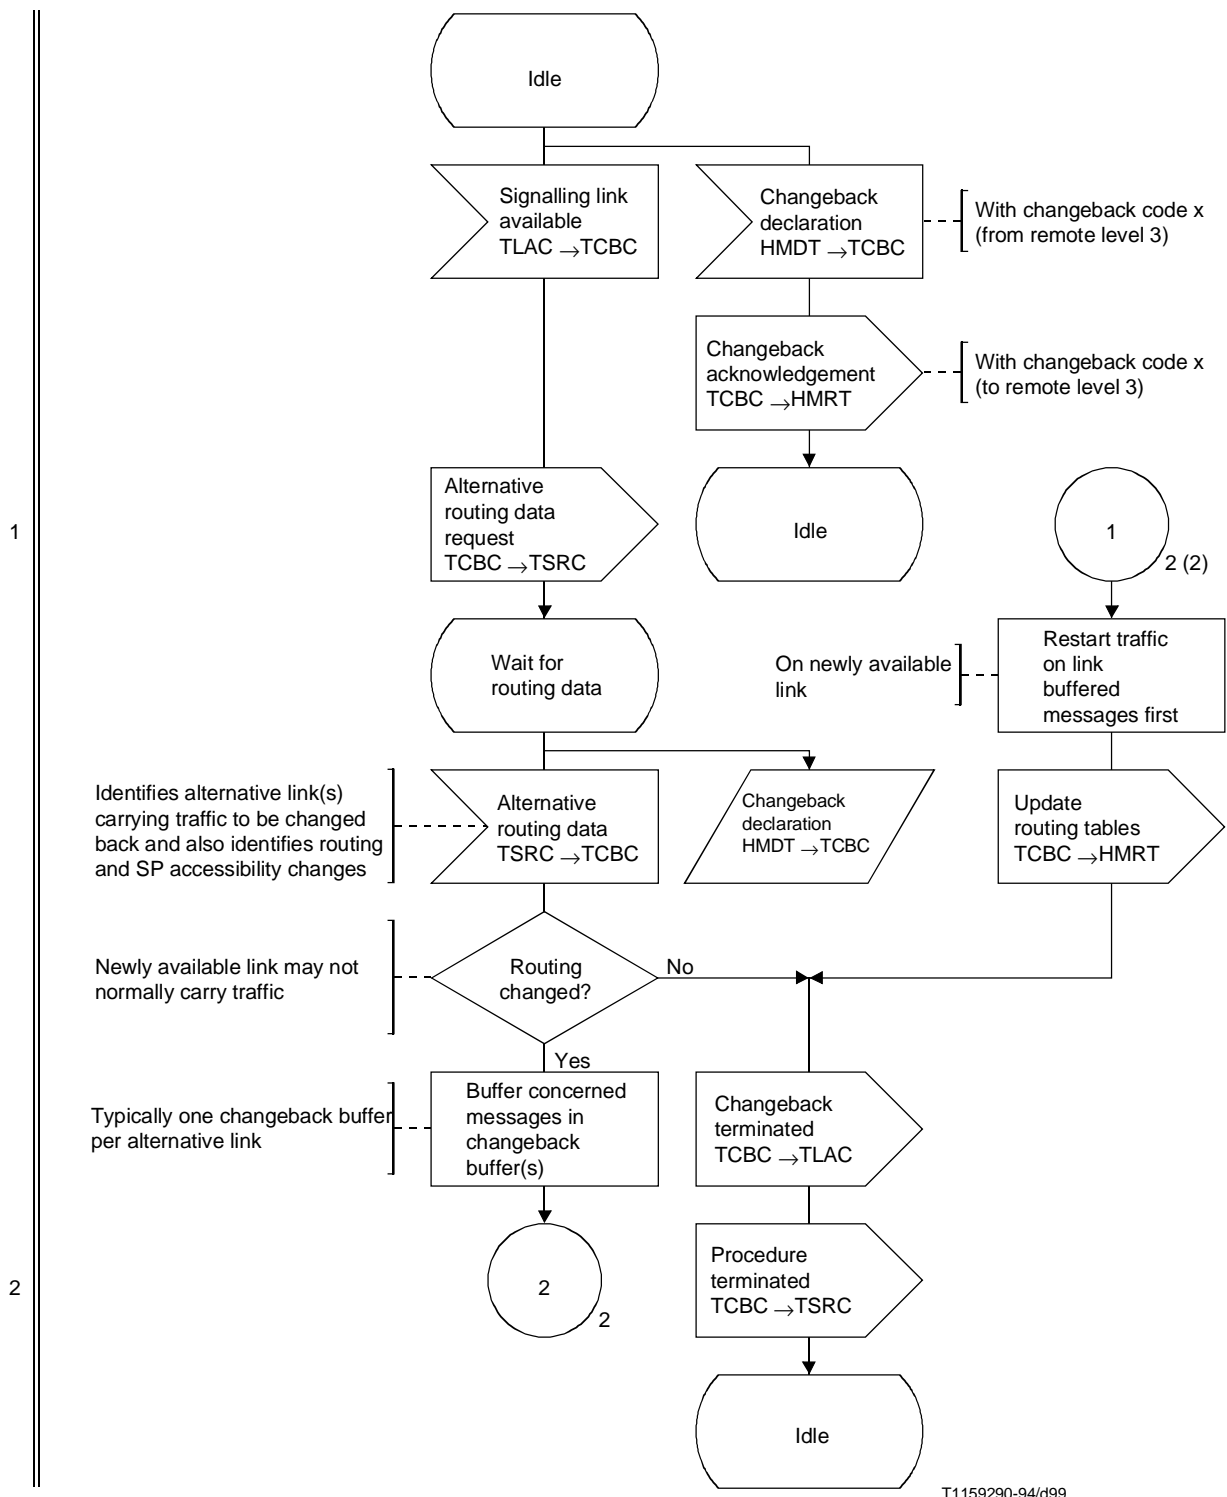 Idle
Signalling link
available
TLAC →TCBC
Changeback
declaration
HMDT →TCBC
With changeback code x
(from remote level 3)
Changeback
acknowledgement
TCBC →HMRT
With changeback code x
(to remote level 3)
1
Alternative
routing data
request
TCBC →TSRC
Idle
1
2 (2)
Wait for
routing data
On newly available
link
Restart traffic
on link
buffered
messages first
Identifies alternative link(s)
carrying traffic to be changed
back and also identifies routing
and SP accessibility changes
Alternative
routing data
TSRC →TCBC
Changeback
declaration
HMDT →TCBC
Update
routing tables
TCBC →HMRT
Newly available link may not
normally carry traffic
Routing
changed?
No
Yes
Typically one changeback buffer
per alternative link
Buffer concerned
messages in
changeback
buffer(s)
Changeback
terminated
TCBC →TLAC
2
2
2
Procedure
terminated
TCBC →TSRC
Idle
T1159290-94/d99